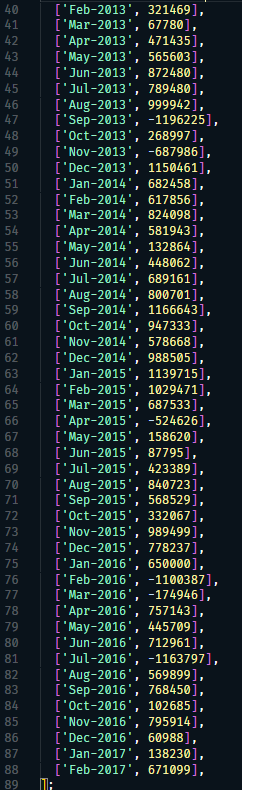 40 ['Feb-2013', 321469],
41 ['Mar-2013', 67780],
42 ['Apr-2013', 471435],
43 ['May-2013', 565603],
44 ['Jun-2013', 872480],
45 ['Jul-2013', 789480],
46 ['Aug-2013', 999942],
47 ['Sep-2013', -1196225],
48 ['Oct-2013', 268997],
49 ['Nov-2013', -687986],
50 ['Dec-2013', 1150461],
51 ['Jan-2014', 682458],
52 ['Feb-2014', 617856],
53 ['Mar-2014', 824098],
54 ['Apr-2014', 581943],
55 ['May-2014', 132864],
56 ['Jun-2014', 448062],
57 ['Jul-2014', 689161],
58 ['Aug-2014', 800701],
59 ['Sep-2014', 1166643],
60 ['Oct-2014', 947333],
61 ['Nov-2014', 578668],
62 ['Dec-2014', 988505],
63 ['Jan-2015', 1139715],
64 ['Feb-2015', 1029471],
65 ['Mar-2015', 687533],
66 ['Apr-2015', -524626],
67 ['May-2015', 158620],
68 ['Jun-2015', 87795],
69 ['Jul-2015', 423389],
70 ['Aug-2015', 840723],
71 ['Sep-2015', 568529],
72 ['Oct-2015', 332067],
73 ['Nov-2015', 989499],
74 ['Dec-2015', 778237],
75 ['Jan-2016', 650000],
76 ['Feb-2016', -1100387],
77 ['Mar-2016', -174946],
78 ['Apr-2016', 757143],
79 ['May-2016', 445709],
80 ['Jun-2016', 712961],
81 ['Jul-2016', -1163797],
82 ['Aug-2016', 569899],
83 ['Sep-2016', 768450],
84 ['Oct-2016', 102685],
85 ['Nov-2016', 795914],
86 ['Dec-2016', 60988],
87 ['Jan-2017', 138230],
88 ['Feb-2017', 671099],
89 ];